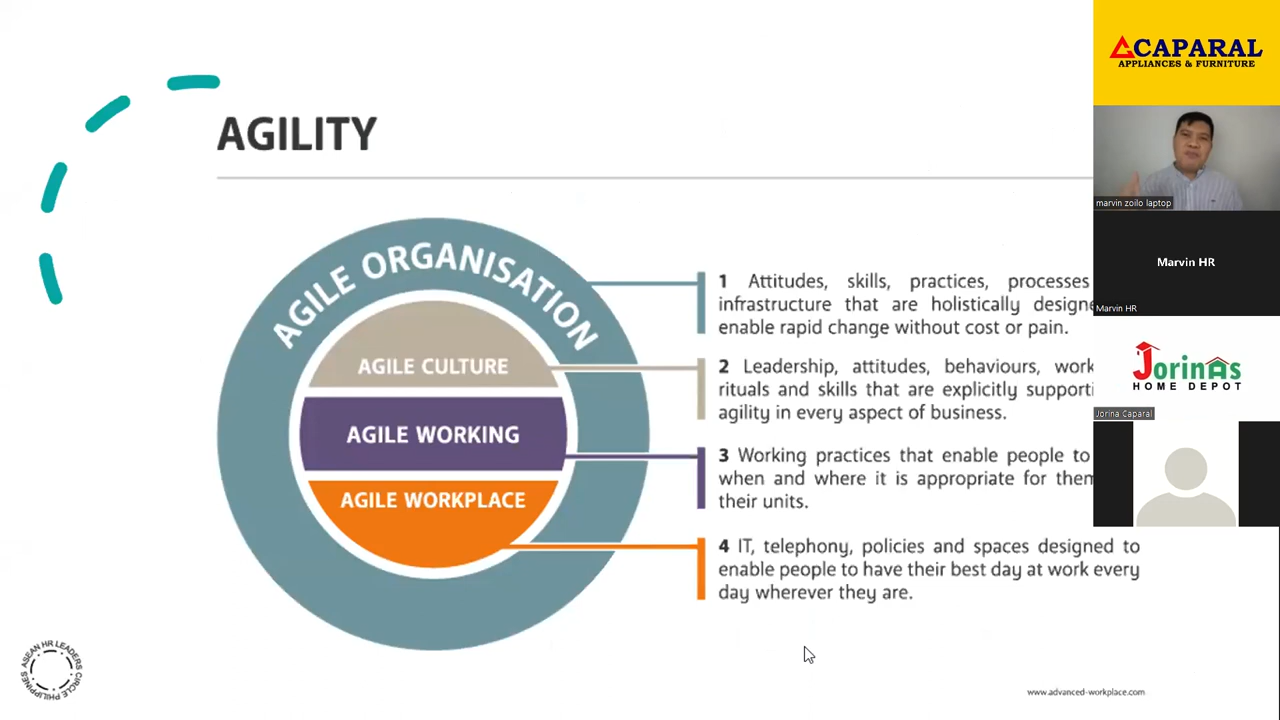 AGILITY
AGILE ORGANISATION
AGILE CULTURE
AGILE WORKING
AGILE WORKPLACE
1 Attitudes, skills, practices, processes
infrastructure that are holistically
enable rapid change without cost or pain.
2 Leadership, attitudes, behaviours,
rituals and skills that are explicitly
agility in every aspect of business.
3 Working practices that enable people to
when and where it is appropriate for
their units.
4 IT, telephony, policies and spaces designed to
enable people to have their best day at work every
day wherever they are.
www.advanced-workplace.com
ASEAN HR LEADERS CIRCLE PHILIPPINES
CAPARAL
APPLIANCES & FURNITURE
marvin zoilo laptop
Marvin HR
Marvin HR
JorinAs
HOME DEPOT
Jorina Caparal